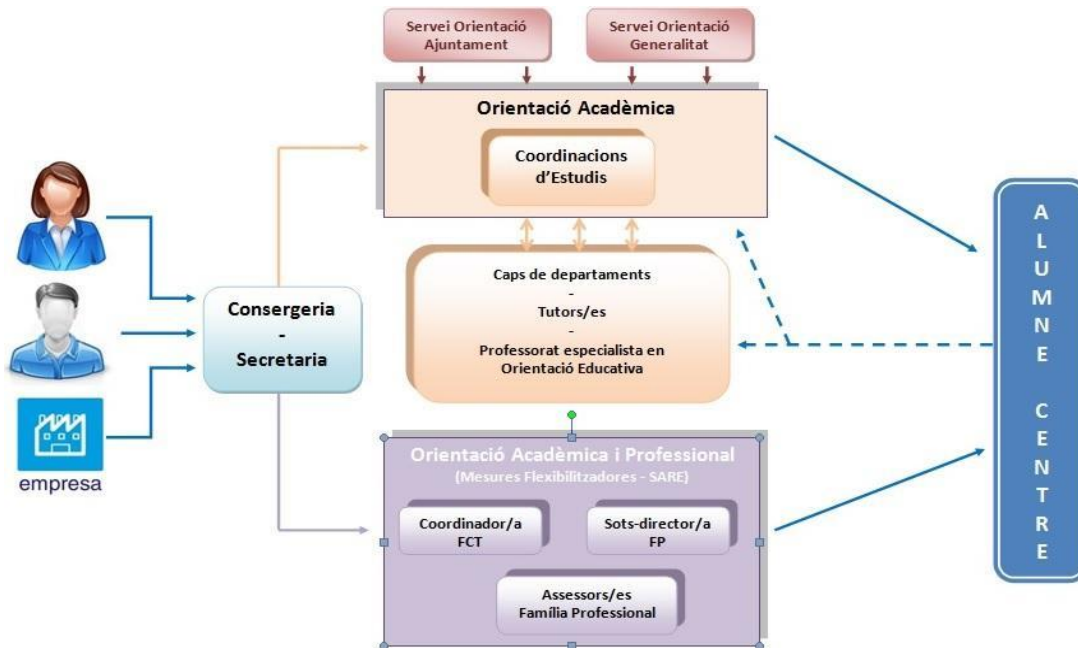 Servei Orientació
Ajuntament
Servei Orientació
Generalitat
Orientació Acadèmica
Coordinacions
d'Estudis
Caps de departaments
-
Tutors/es
-
Professorat especialista en
Orientació Educativa
Consergeria
-
Secretaria
empresa
Orientació Acadèmica i Professional
(Mesures Flexibilitzadores - SARE)
Coordinador/a
FCT
Sots-director/a
FP
Assessors/es
Família Professional
ALUMNE CENTRE